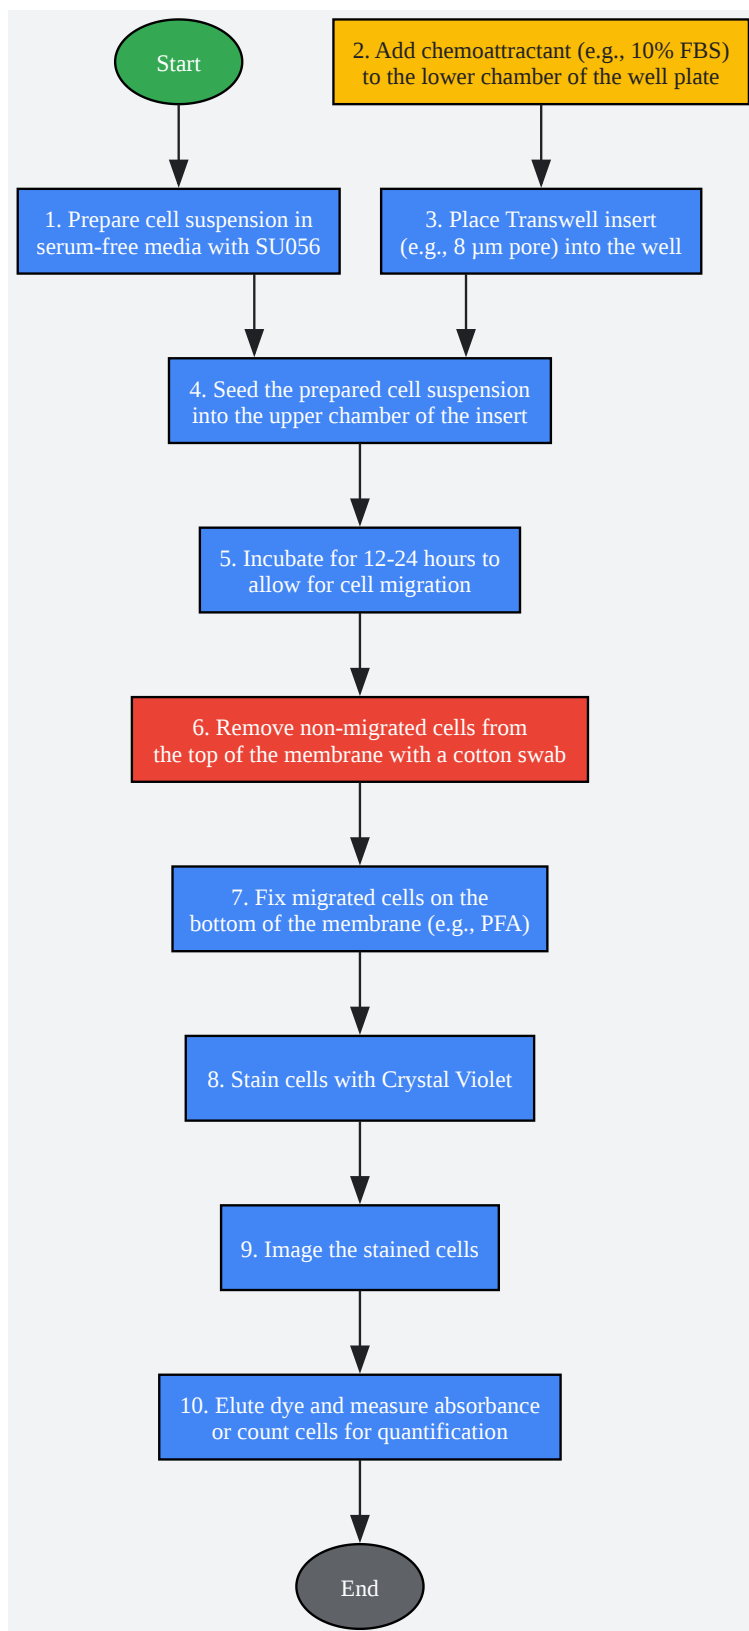 Start
2. Add chemoattractant (e.g., 10% FBS)
to the lower chamber of the well plate
1. Prepare cell suspension in
serum-free media with SU056
3. Place Transwell insert
(e.g., 8 µm pore) into the well
4. Seed the prepared cell suspension
into the upper chamber of the insert
5. Incubate for 12-24 hours to
allow for cell migration
6. Remove non-migrated cells from
the top of the membrane with a cotton swab
7. Fix migrated cells on the
bottom of the membrane (e.g., PFA)
8. Stain cells with Crystal Violet
9. Image the stained cells
10. Elute dye and measure absorbance
or count cells for quantification
End